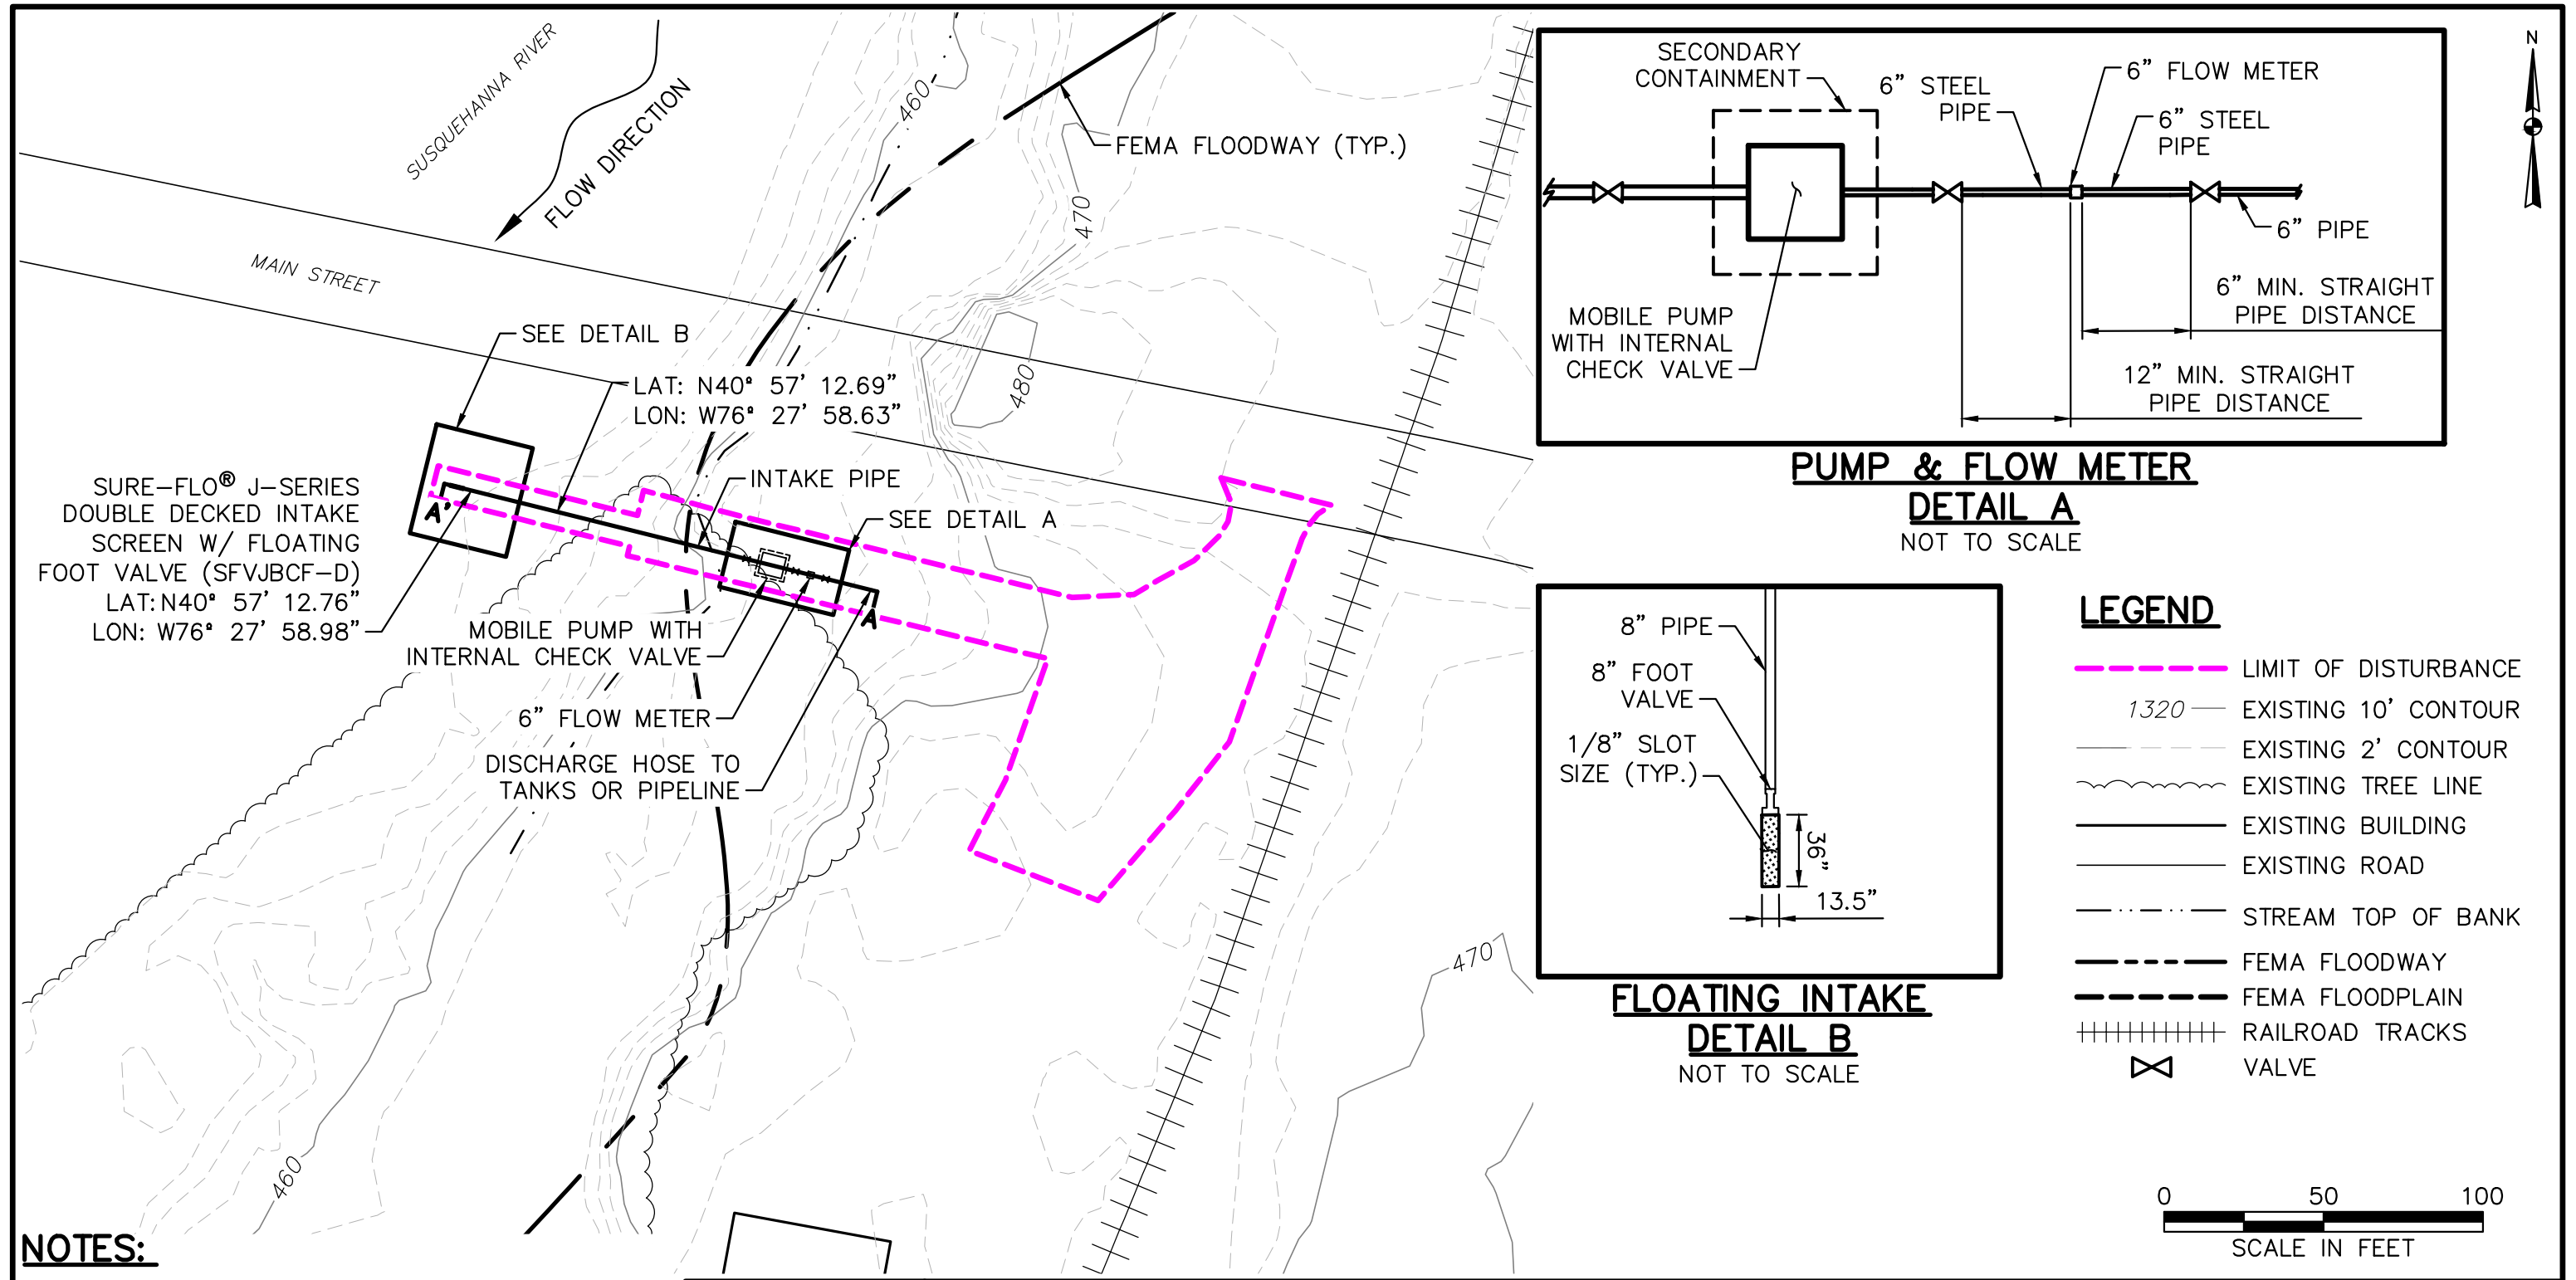 SUSQUEHANNA RIVER
FLOW DIRECTION
MAIN STREET
460
FEMA FLOODWAY (TYP.)
470
480
SEE DETAIL B
LAT: N40° 57' 12.69"
LON: W76° 27' 58.63"
SURE-FLO® J-SERIES
DOUBLE DECKED INTAKE
SCREEN W/ FLOATING
FOOT VALVE (SFVJBCF-D)
LAT: N40° 57' 12.76"
LON: W76° 27' 58.98"
A'
INTAKE PIPE
SEE DETAIL A
A
MOBILE PUMP WITH
INTERNAL CHECK VALVE
6" FLOW METER
DISCHARGE HOSE TO
TANKS OR PIPELINE
460
470
NOTES:
SECONDARY
CONTAINMENT
6" STEEL
PIPE
6" FLOW METER
6" STEEL
PIPE
6" PIPE
MOBILE PUMP
WITH INTERNAL
CHECK VALVE
6" MIN. STRAIGHT
PIPE DISTANCE
12" MIN. STRAIGHT
PIPE DISTANCE
PUMP & FLOW METER
DETAIL A
NOT TO SCALE
N
8" PIPE
8" FOOT
VALVE
1/8" SLOT
SIZE (TYP.)
36"
13.5"
FLOATING INTAKE
DETAIL B
NOT TO SCALE
LEGEND
LIMIT OF DISTURBANCE
1320 EXISTING 10' CONTOUR
EXISTING 2' CONTOUR
EXISTING TREE LINE
EXISTING BUILDING
EXISTING ROAD
STREAM TOP OF BANK
FEMA FLOODWAY
FEMA FLOODPLAIN
RAILROAD TRACKS
VALVE
0 50 100
SCALE IN FEET